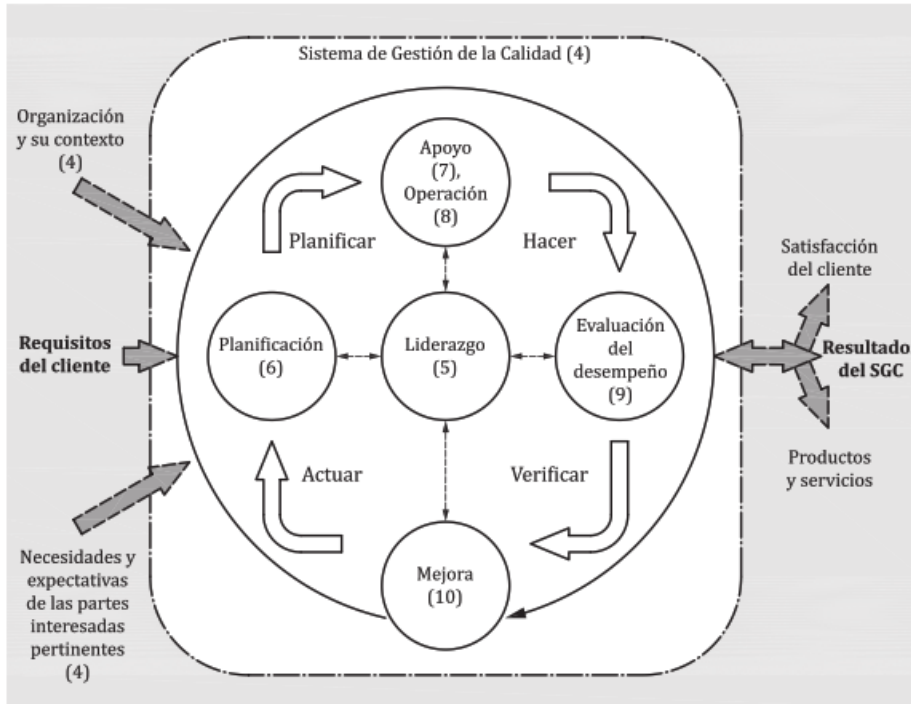 Sistema de Gestión de la Calidad (4)
Organización
y su contexto
(4)
Apoyo
(7),
Operación
(8)
Planificar
Hacer
Satisfacción
del cliente
Requisitos
del cliente
Planificación
(6)
Liderazgo
(5)
Evaluación
del
desempeño
(9)
Resultado
del SGC
Actuar
Verificar
Productos
y servicios
Necesidades y
expectativas
de las partes
interesadas
pertinentes
(4)
Mejora
(10)